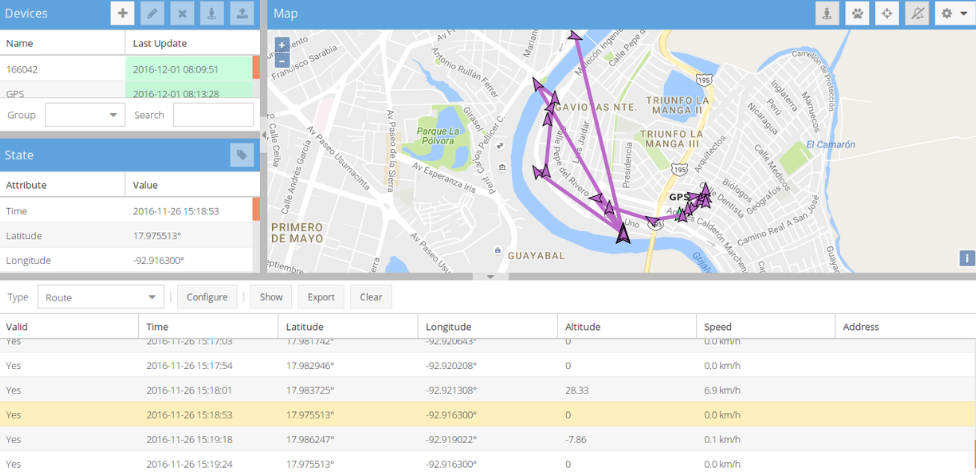 Devices
Name Last Update
166042 2016-12-01 08:09:51
GPS 2016-12-01 08:13:28
Group Search
State
Attribute Value
Time 2016-11-26 15:18:53
Latitude 17.975513°
Longitude -92.916300°
Map
+
−
Francisco Sarabia
Antonio Rullán Ferrer
Parque La
Pólvora
Av Paseo Usumacinta
Av Paseo de la Sierra
Av Esperanza Iris
Calle Andrés García
PRIMERO
DE MAYO
GUAYABAL
GAVIOTAS NTE.
TRIUNFO LA
MANGA II
TRIUNFO LA
MANGA III
195
195
Presidencia
Arquitectos
Nicaragua
Inglaterra
Perú
Marruecos
Calle Medicos
Biólogos
Geógrafos
GPS
Uno
Camino Real A San José
El Camarón
Grijalva
i
Type Route Configure Show Export Clear
Valid Time Latitude Longitude Altitude Speed Address
Yes 2016-11-26 15:17:03 17.981742° -92.920643° 0 0.0 km/h
Yes 2016-11-26 15:17:54 17.982946° -92.920208° 0 0.0 km/h
Yes 2016-11-26 15:18:01 17.983725° -92.921308° 28.33 6.9 km/h
Yes 2016-11-26 15:18:53 17.975513° -92.916300° 0 0.0 km/h
Yes 2016-11-26 15:19:18 17.986247° -92.919022° -7.86 0.1 km/h
Yes 2016-11-26 15:19:24 17.975513° -92.916300° 0 0.0 km/h